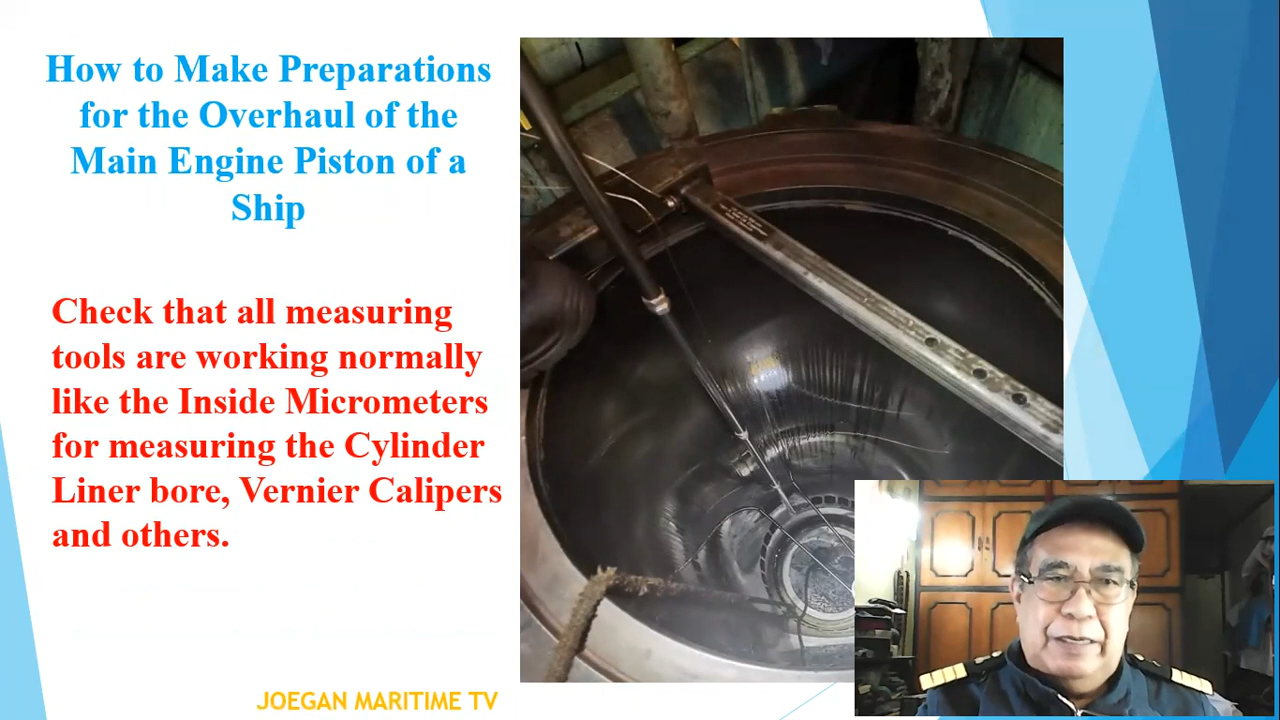 How to Make Preparations
for the Overhaul of the
Main Engine Piston of a
Ship
Check that all measuring
tools are working normally
like the Inside Micrometers
for measuring the Cylinder
Liner bore, Vernier Calipers
and others.
JOEGAN MARITIME TV